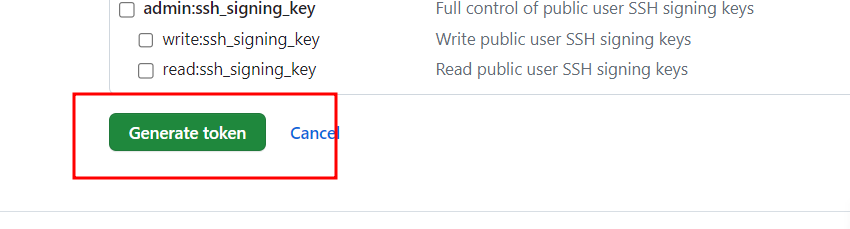 admin:ssh_signing_key Full control of public user SSH signing keys
write:ssh_signing_key Write public user SSH signing keys
read:ssh_signing_key Read public user SSH signing keys
Generate token Cancel